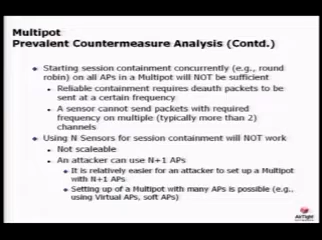 Multipot
Prevalent Countermeasure Analysis (Contd.)
Starting session containment concurrently (e.g., round
robin) on all APs in a Multipot will NOT be sufficient
Reliable containment requires deauth packets to be
sent at a certain frequency
A sensor cannot send packets with required
frequency on multiple (typically more than 2)
channels
Using N Sensors for session containment will NOT work
Not scaleable
An attacker can use N+1 APs
It is relatively easier for an attacker to set up a Multipot
with N+1 APs
Setting up of a Multipot with many APs is possible (e.g.,
using Virtual APs, soft APs)
AirTight